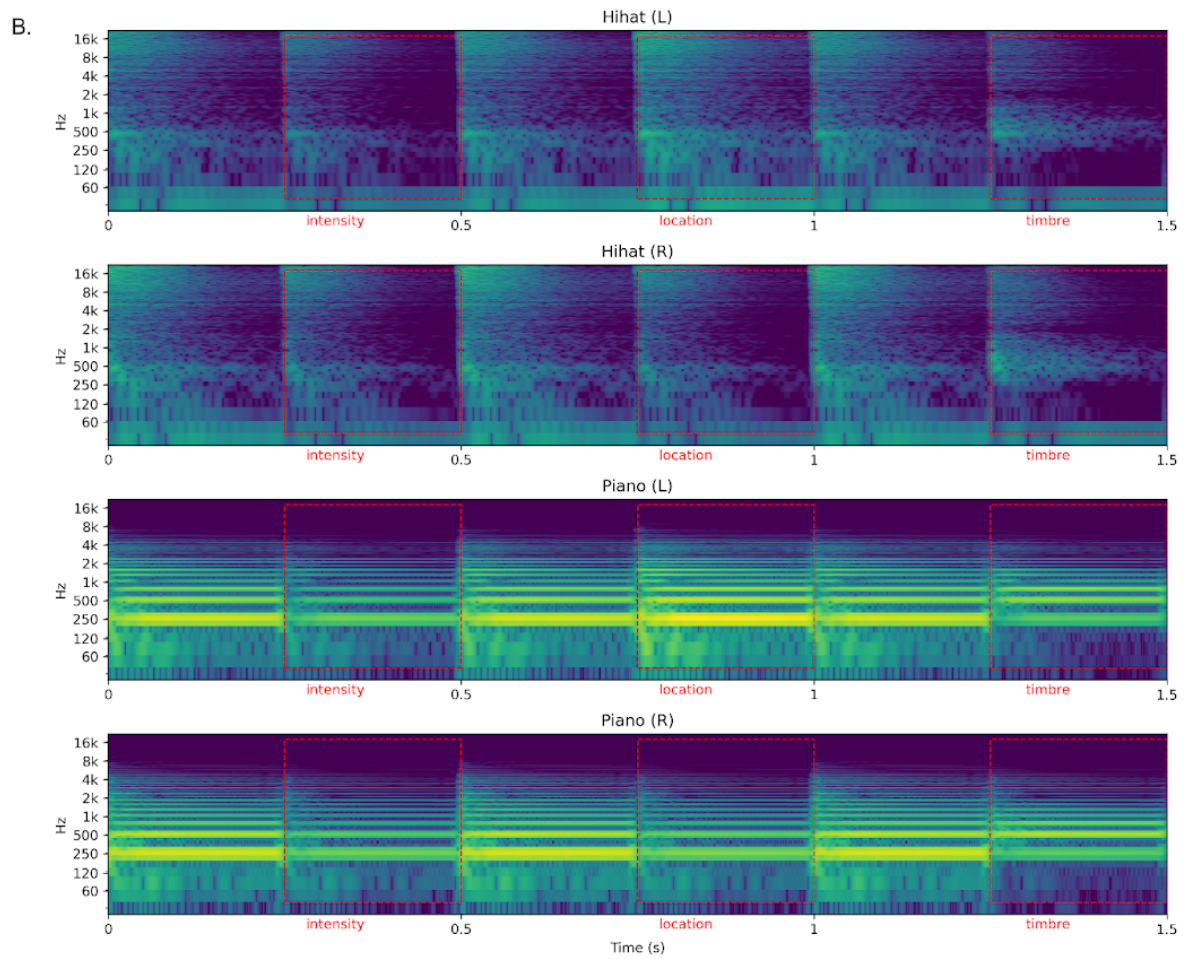 B.
Hihat (L)
16k
8k
4k
2k
1k
500
250
120
60
Hz
0 0.5 1 1.5
intensity location timbre
Hihat (R)
16k
8k
4k
2k
1k
500
250
120
60
Hz
0 0.5 1 1.5
intensity location timbre
Piano (L)
16k
8k
4k
2k
1k
500
250
120
60
Hz
0 0.5 1 1.5
intensity location timbre
Piano (R)
16k
8k
4k
2k
1k
500
250
120
60
Hz
0 0.5 1 1.5
intensity location timbre
Time (s)